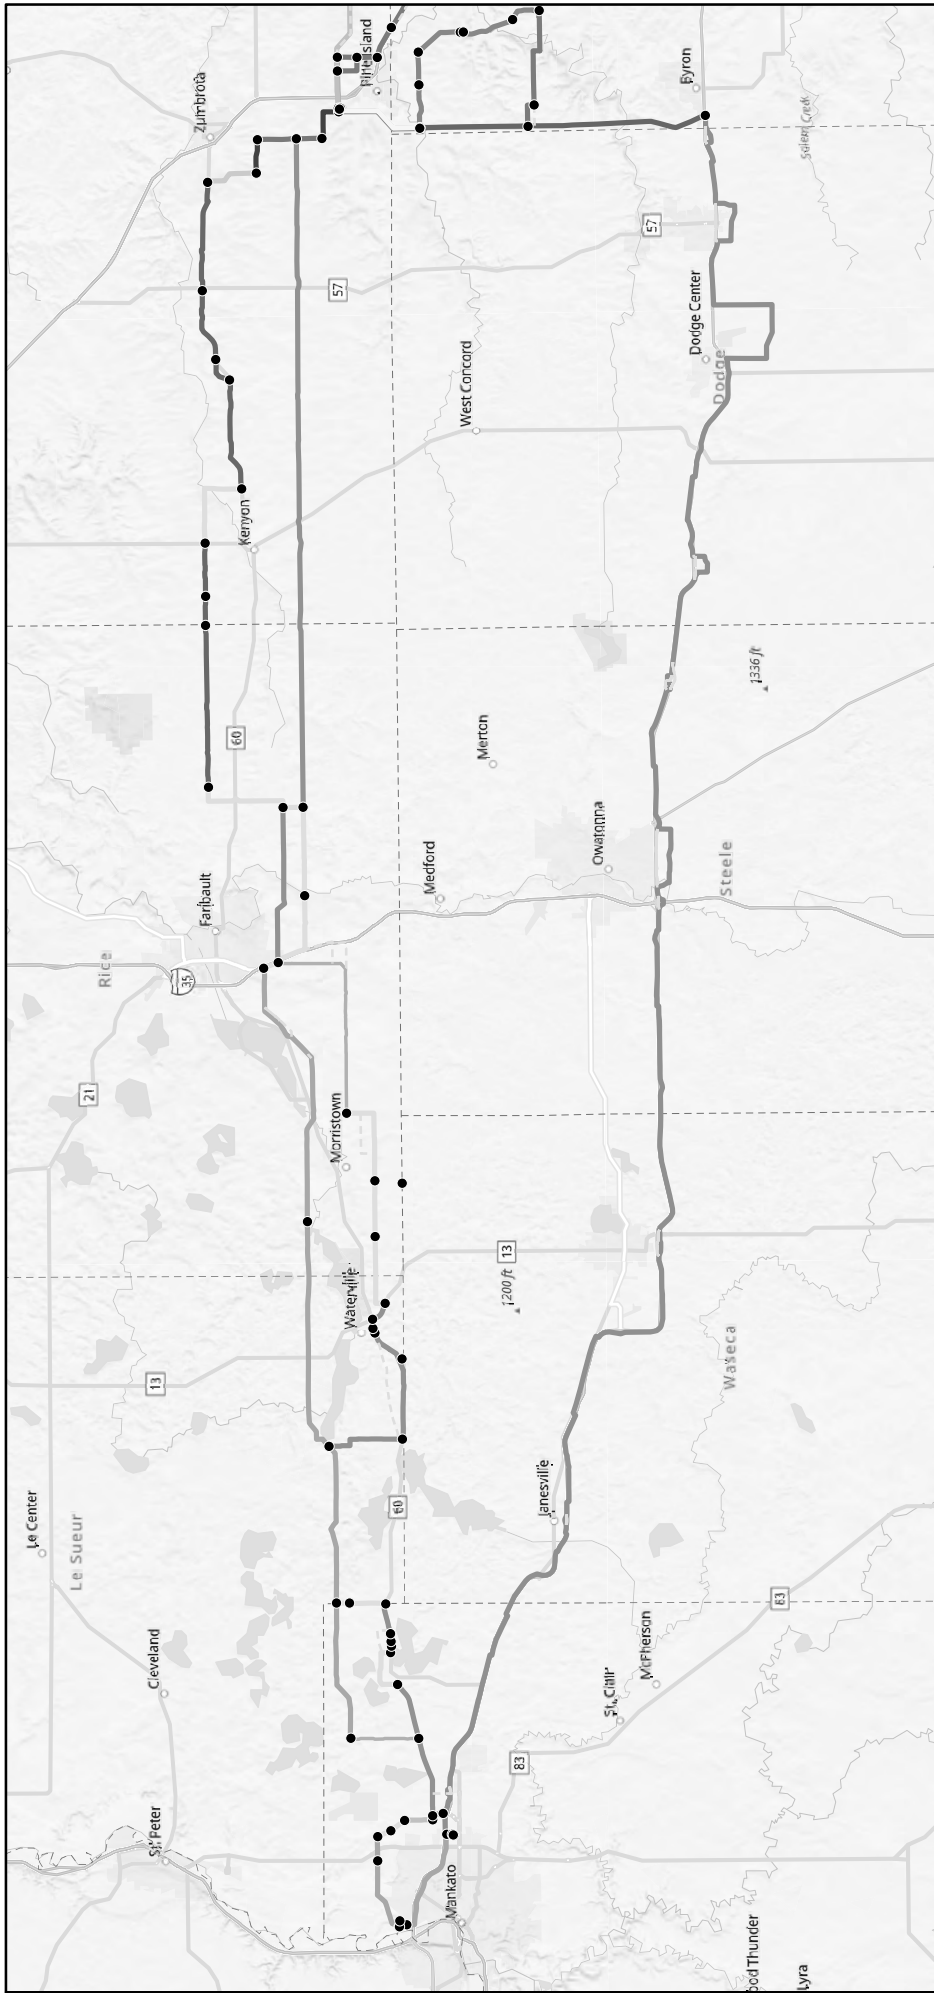 Zumbrota
Pine Island
Byron
Salem Creek
57
57
Dodge Center
Dodge
West Concord
Kenyon
1336 ft
60
Merton
Owatonna
Steele
Medford
Faribault
Rice
35
21
Morristown
13
1200 ft
Waterville
Waseca
13
Le Center
Le Sueur
60
Janesville
83
Cleveland
McPherson
St. Clair
83
St. Peter
Mankato
ood Thunder
Lyra